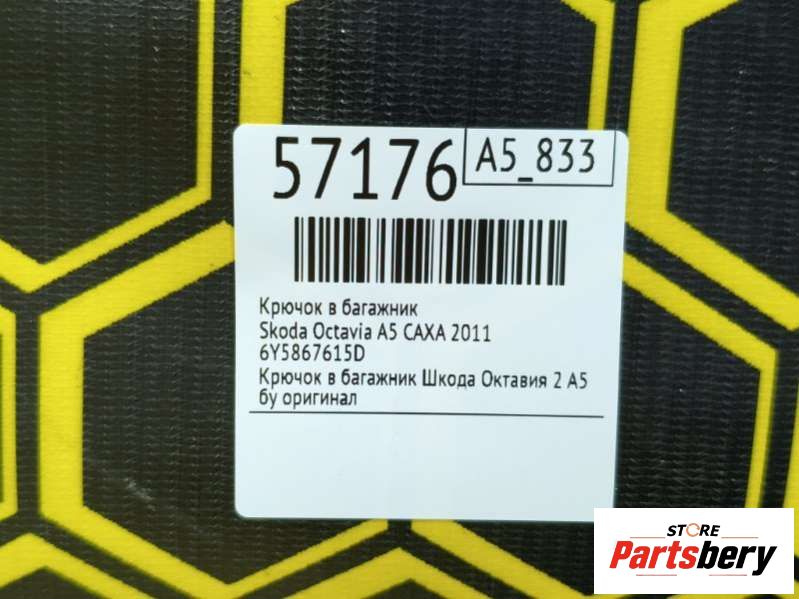 57176
A5_833
Крючок в багажник
Skoda Octavia A5 CAXA 2011
6Y5867615D
Крючок в багажник Шкода Октавия 2 А5
бу оригинал
STORE
Partsbery